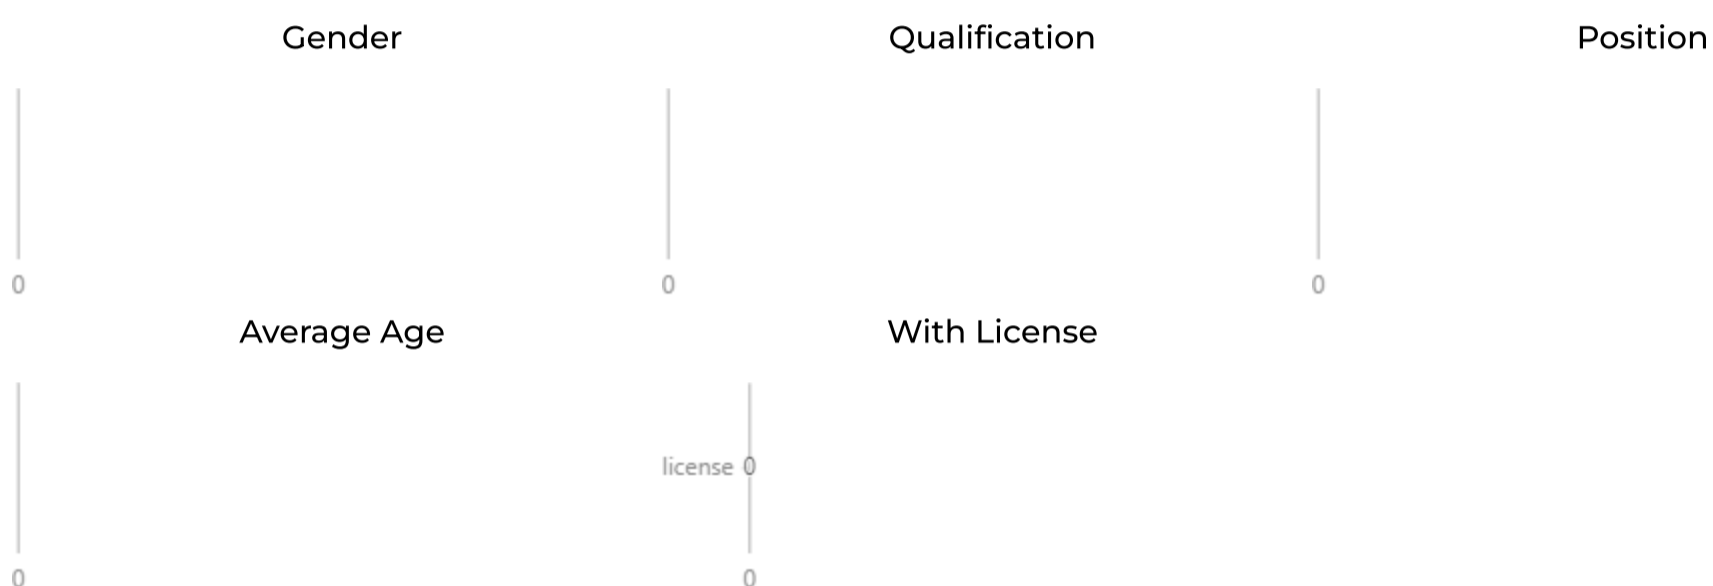 Gender Qualification Position
0 0 0
Average Age With License
license 0
0 0